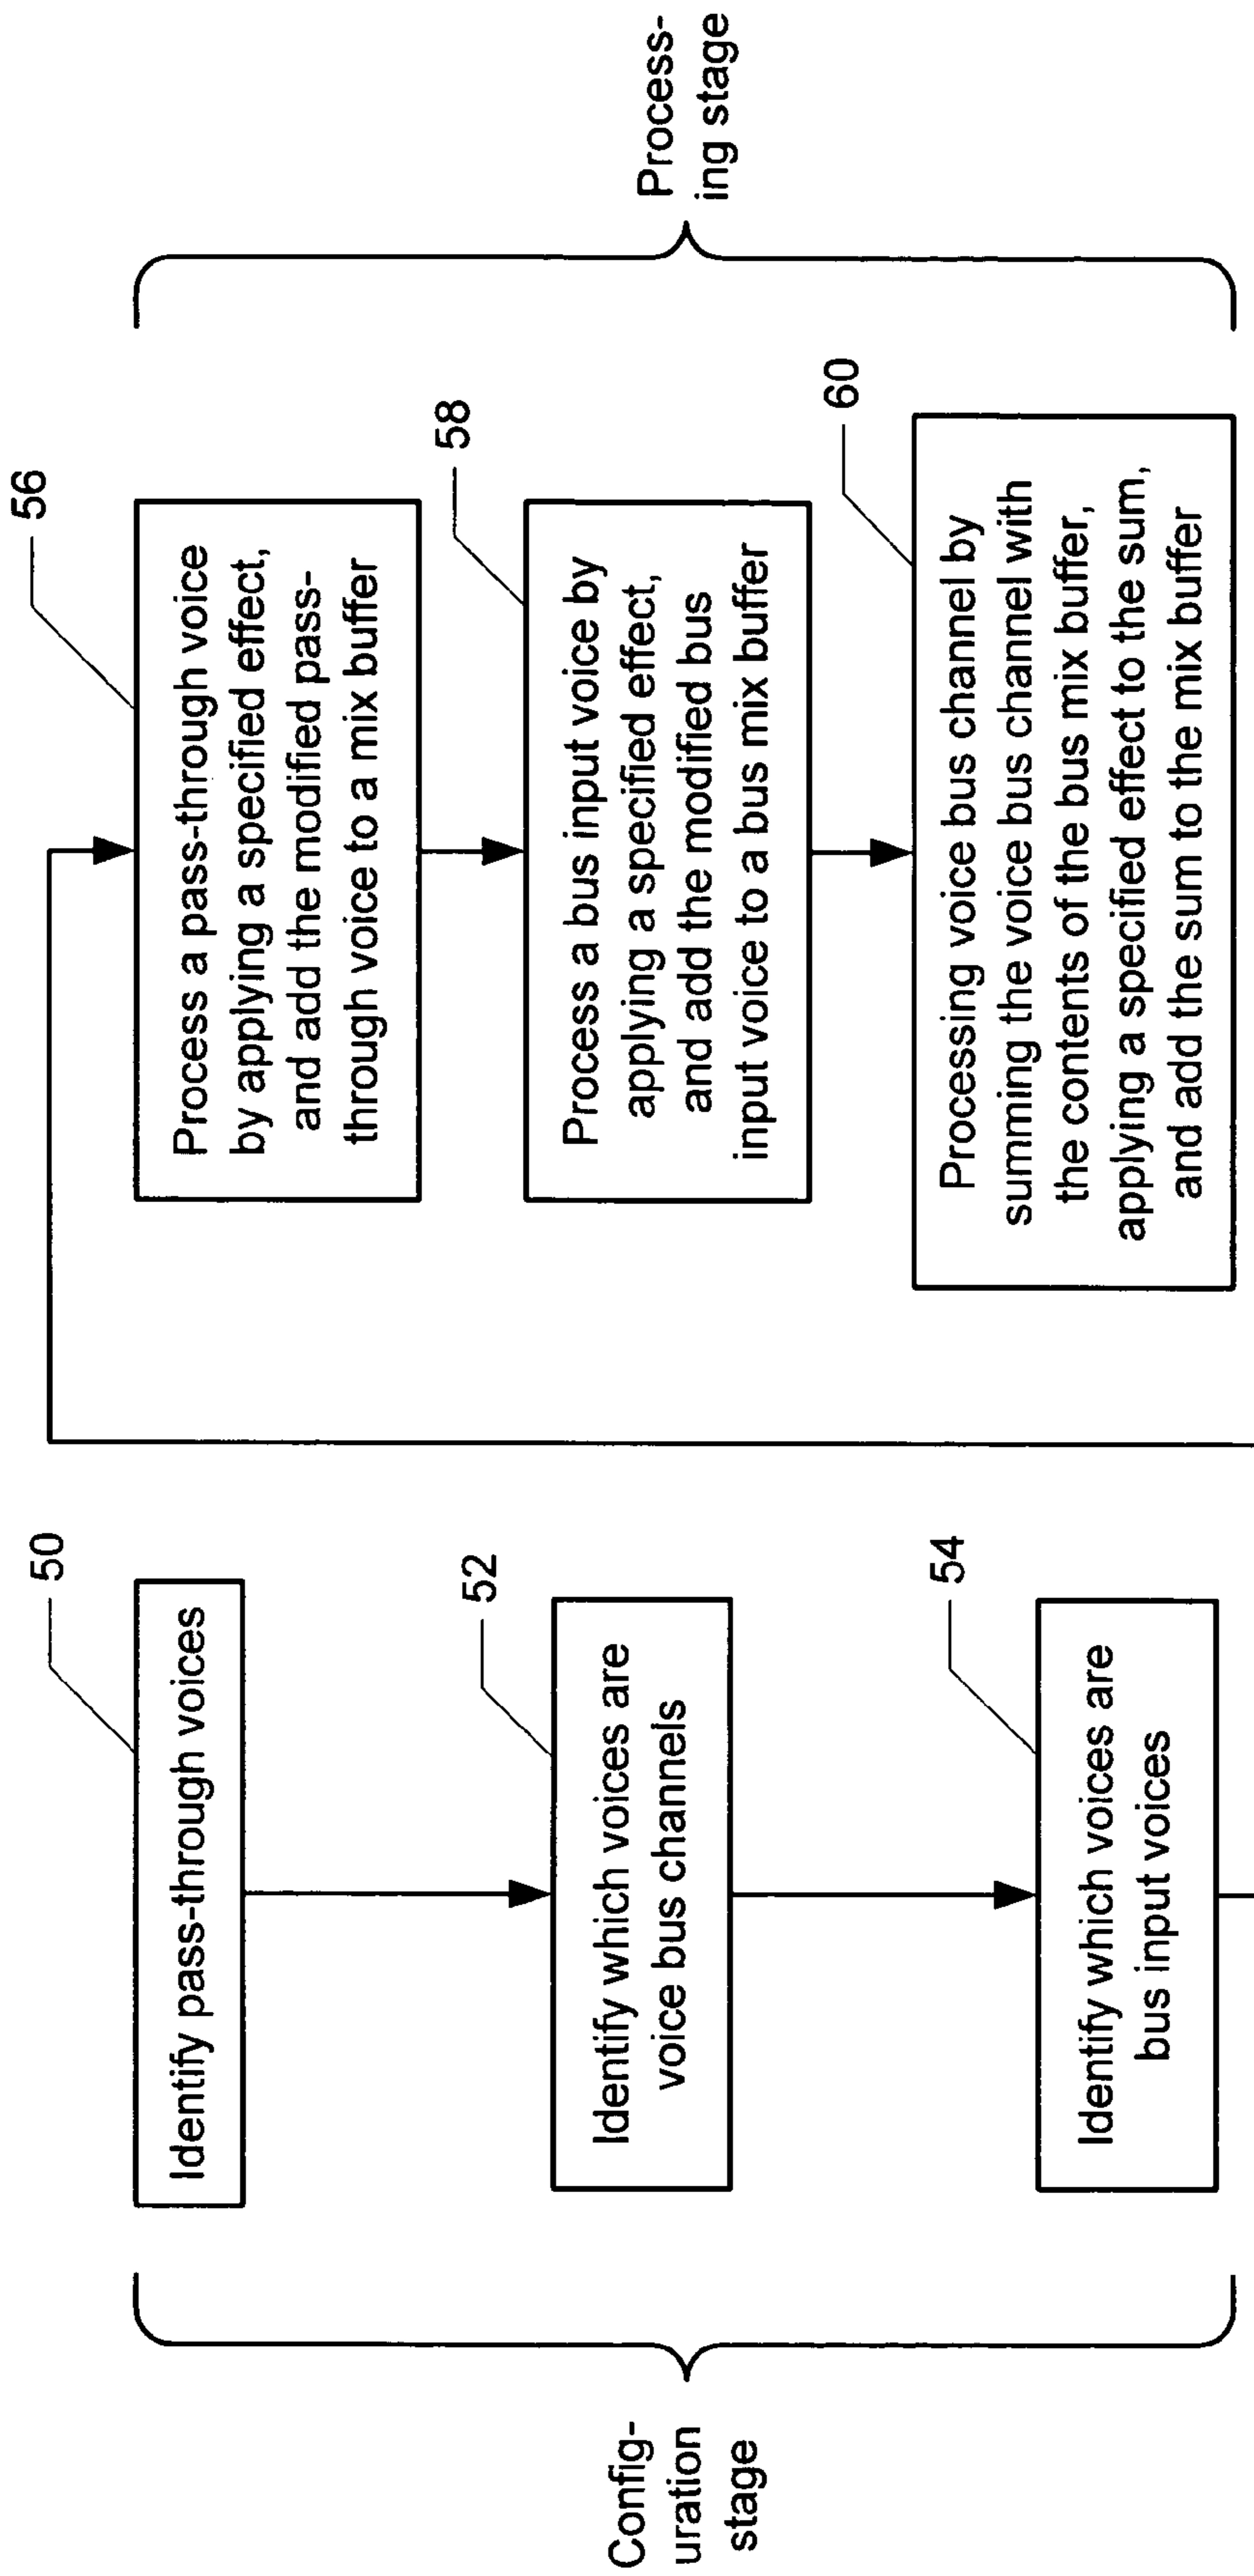 Config-
uration
stage
50
Identify pass-through voices
52
Identify which voices are
voice bus channels
54
Identify which voices are
bus input voices
56
Process a pass-through voice
by applying a specified effect,
and add the modified pass-
through voice to a mix buffer
58
Process a bus input voice by
applying a specified effect,
and add the modified bus
input voice to a bus mix buffer
60
Processing voice bus channel by
summing the voice bus channel with
the contents of the bus mix buffer,
applying a specified effect to the sum,
and add the sum to the mix buffer
Process-
ing stage